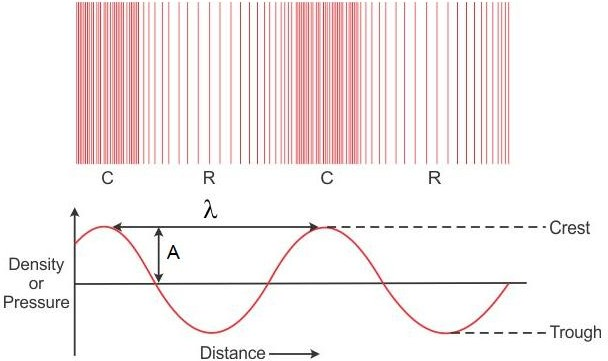 C R C R
λ
Crest
A
Density
or
Pressure
Trough
Distance